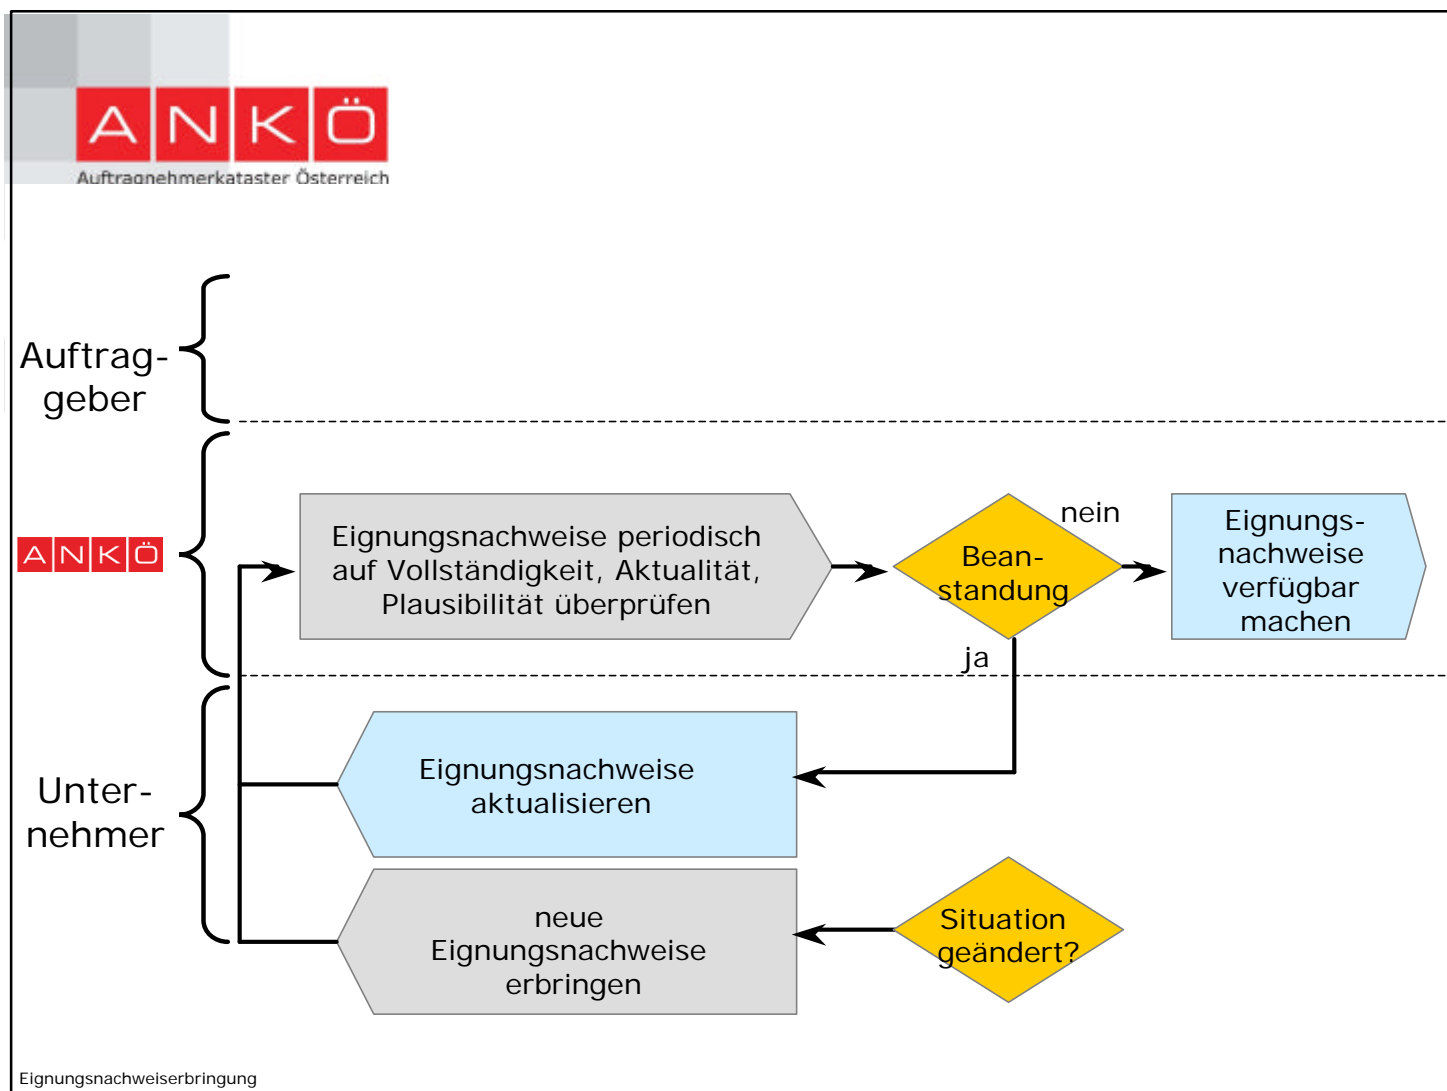 ANKÖ
Auftragnehmerkataster Österreich
Auftrag-
geber
ANKÖ
Eignungsnachweise periodisch
auf Vollständigkeit, Aktualität,
Plausibilität überprüfen
Bean-
standung
nein
ja
Eignungs-
nachweise
verfügbar
machen
Unter-
nehmer
Eignungsnachweise
aktualisieren
neue
Eignungsnachweise
erbringen
Situation
geändert?
Eignungsnachweiserbringung